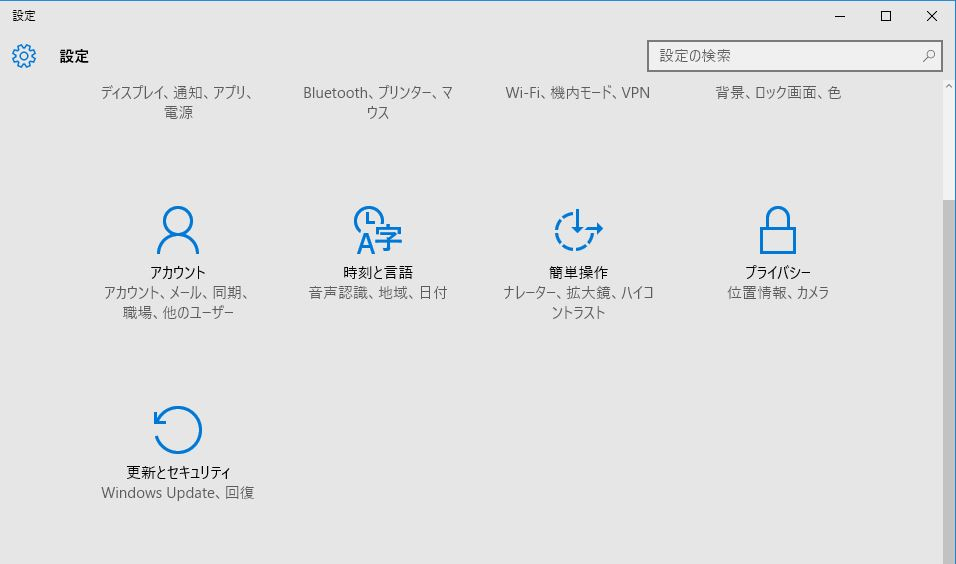 設定
設定
設定の検索
ディスプレイ、通知、アプリ、
電源
Bluetooth、プリンター、マ
ウス
Wi-Fi、機内モード、VPN
背景、ロック画面、色
アカウント
アカウント、メール、同期、
職場、他のユーザー
時刻と言語
音声認識、地域、日付
簡単操作
ナレーター、拡大鏡、ハイコ
ントラスト
プライバシー
位置情報、カメラ
更新とセキュリティ
Windows Update、回復